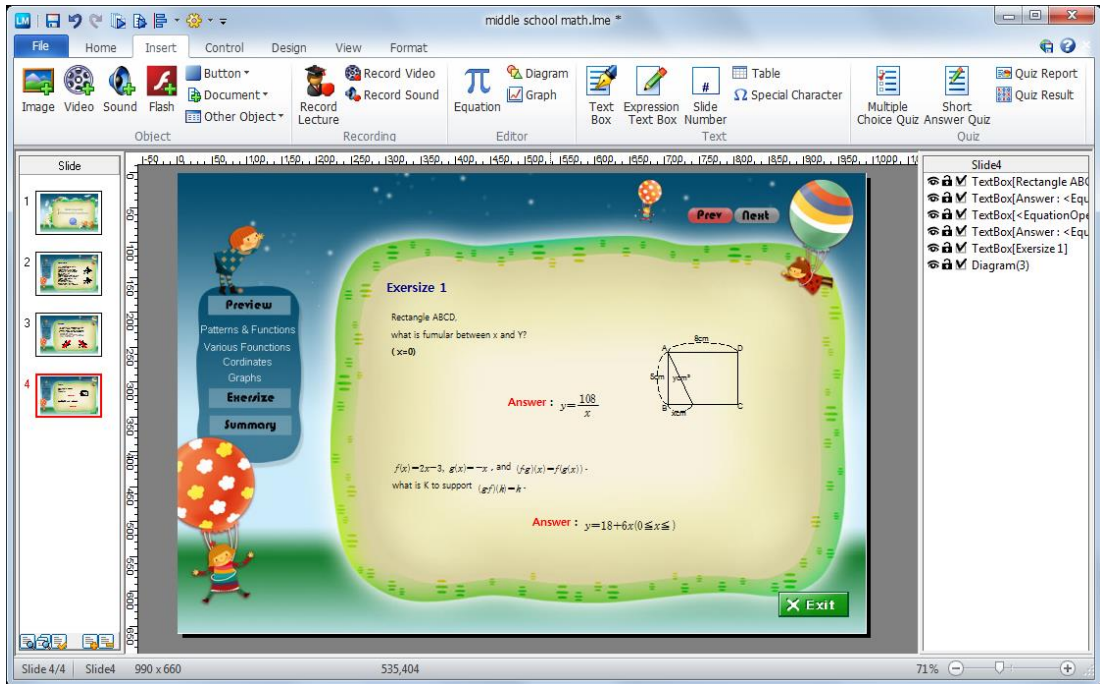 middle school math.lme *
File Home Insert Control Design View Format
Image Video Sound Flash
Button
Document
Other Object
Object
Record Lecture
Record Video
Record Sound
Recording
Equation
Diagram
Graph
Editor
Text Box
Expression Text Box
Slide Number
Table
Special Character
Text
Multiple Choice Quiz
Short Answer Quiz
Quiz Report
Quiz Result
Quiz
Slide
1
2
3
4
Prev Next
Preview
Patterns & Functions
Various Founctions
Cordinates
Graphs
Exersize
Summary
Exersize 1
Rectangle ABCD,
what is fumular between x and Y?
( x=0)
8cm
A D
ycm²
B C
xcm
Answer : y=108/x
f(x)=2x-3, g(x)=-x , and (f·g)(x)=f(g(x)) .
what is K to support (g·f)(k)=k .
Answer : y=18+6x(0≦x≦ )
Exit
Slide4
TextBox[Rectangle ABC
TextBox[Answer : <Equ
TextBox[<EquationOpe
TextBox[Answer : <Equ
TextBox[Exersize 1]
Diagram(3)
Slide 4/4 Slide4 990 x 660 535,404 71%